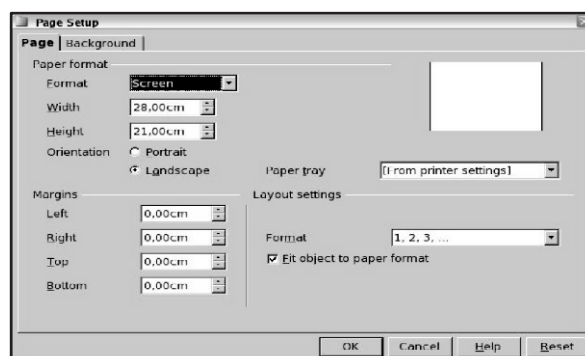 Page Setup
Page Background
Paper format
Format Screen
Width 28,00cm
Height 21,00cm
Orientation Portrait
Landscape
Paper tray [From printer settings]
Margins
Left 0,00cm
Right 0,00cm
Top 0,00cm
Bottom 0,00cm
Layout settings
Format 1, 2, 3, ...
Fit object to paper format
OK Cancel Help Reset